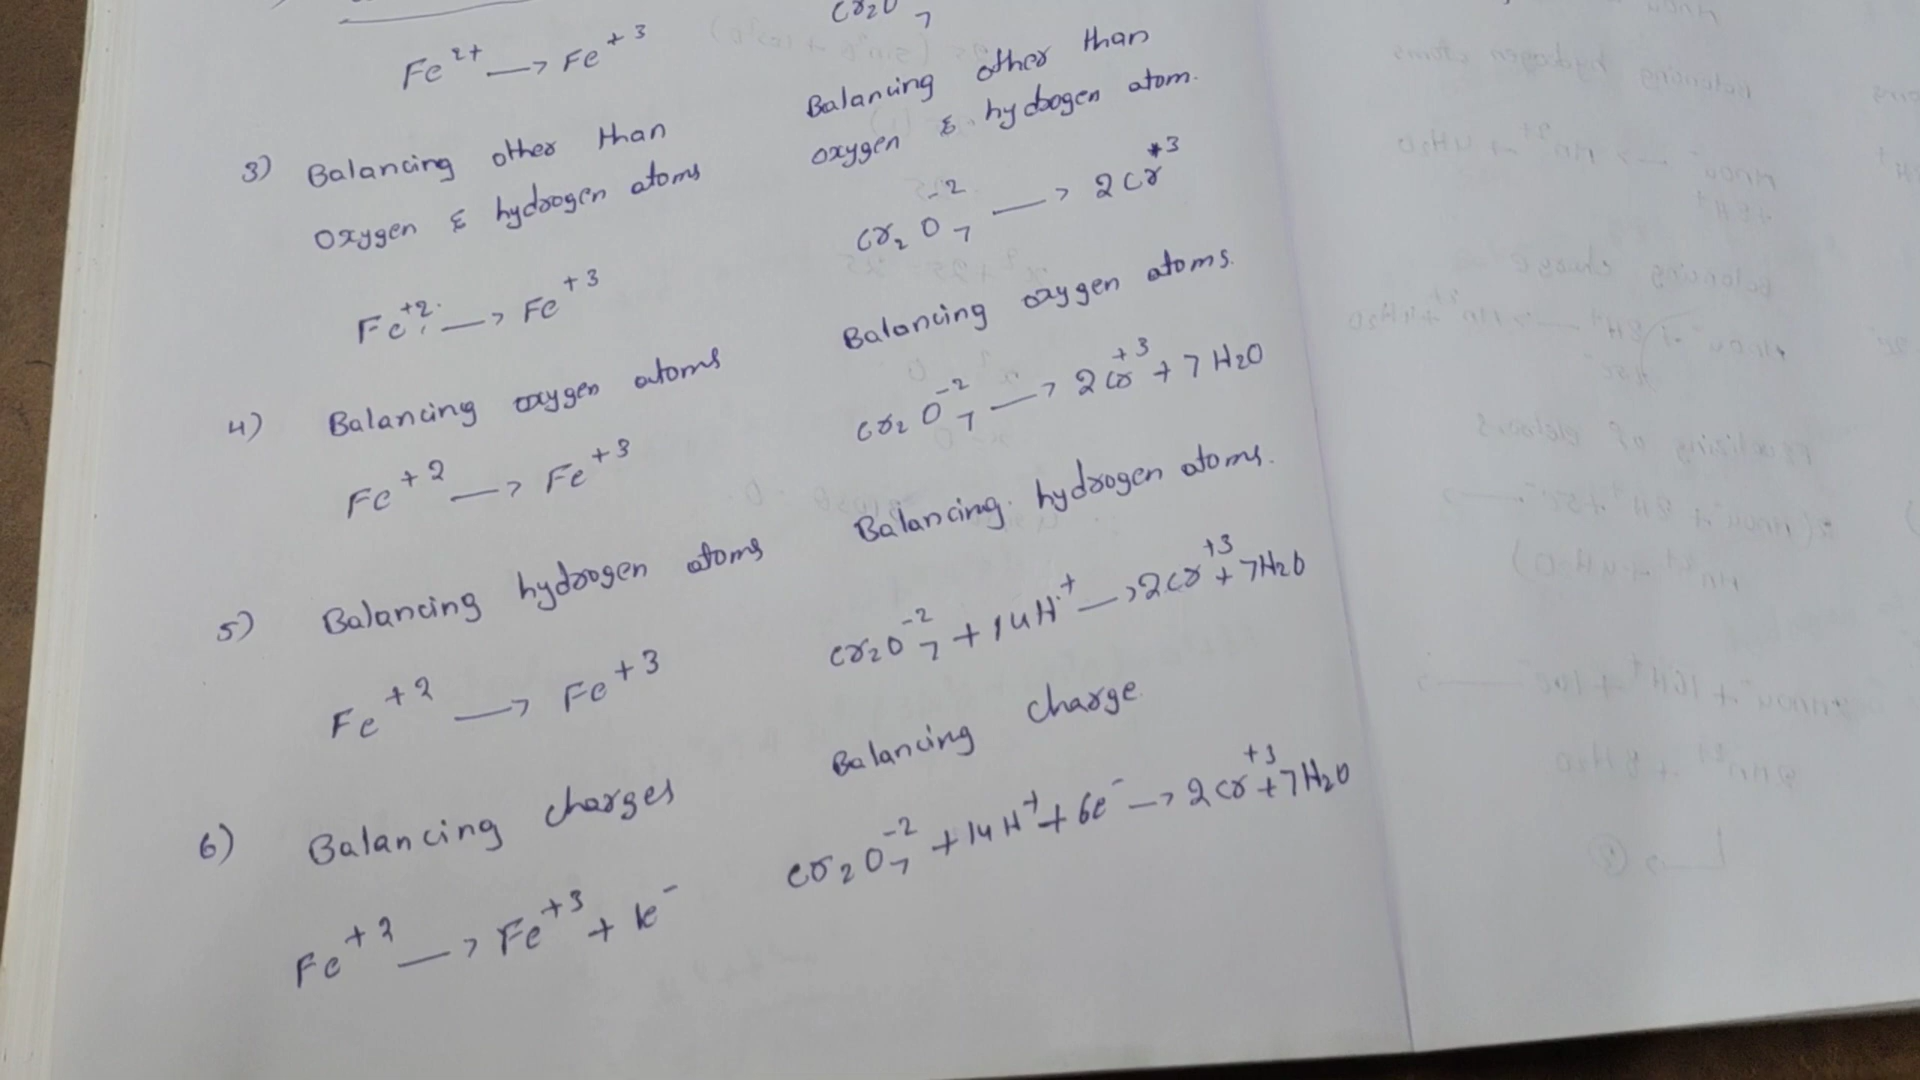 Cr2O7
Fe^2+ → Fe^+3
3) Balancing other than
Oxygen & hydrogen atoms
Fe^+2 → Fe^+3
4) Balancing oxygen atoms
Fe^+2 → Fe^+3
5) Balancing hydrogen atoms
Fe^+2 → Fe^+3
6) Balancing charges
Fe^+2 → Fe^+3 + 1e^-
Balancing other than
oxygen & hydrogen atom.
Cr2O7^-2 → 2Cr^+3
Balancing oxygen atoms.
Cr2O7^-2 → 2Cr^+3 + 7H2O
Balancing hydrogen atoms.
Cr2O7^-2 + 14H^+ → 2Cr^+3 + 7H2O
Balancing charge
Cr2O7^-2 + 14H^+ + 6e^- → 2Cr^+3 + 7H2O